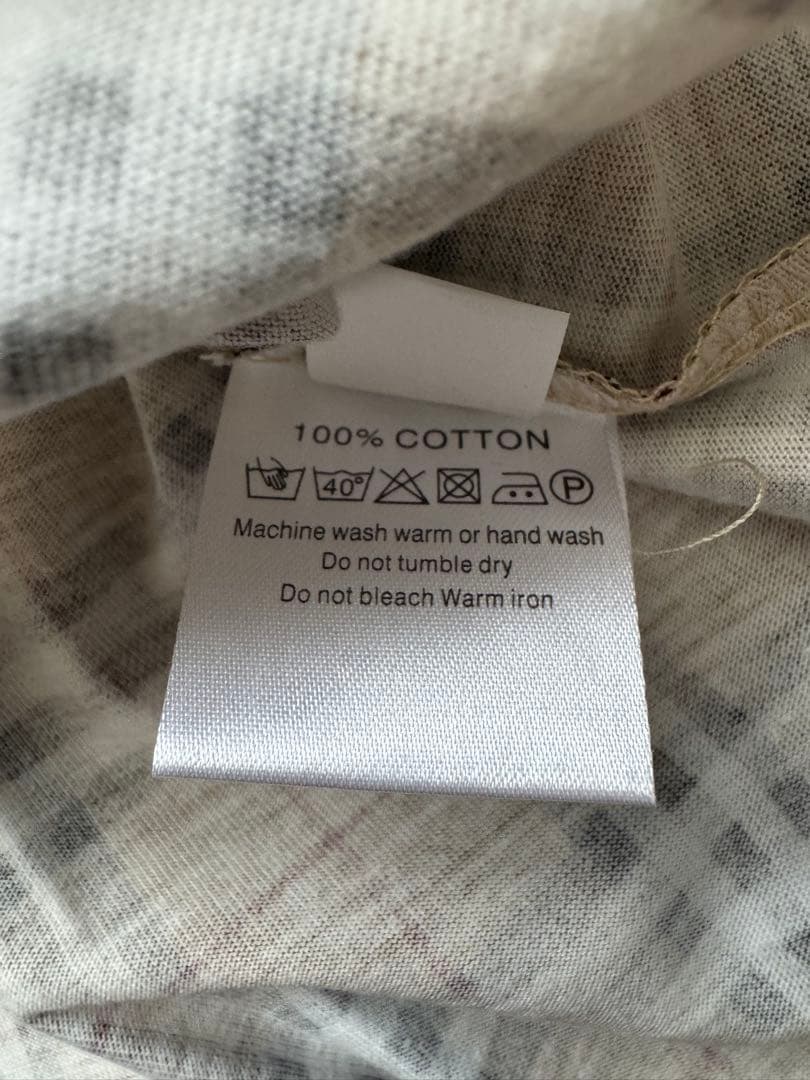 100% COTTON
40° P
Machine wash warm or hand wash
Do not tumble dry
Do not bleach Warm iron